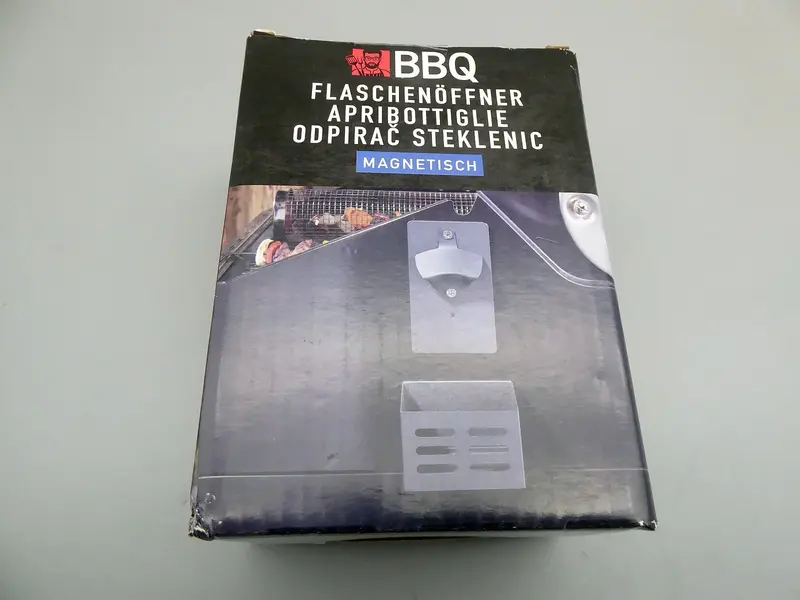 BBQ
FLASCHENÖFFNER
APRIBOTTIGLIE
ODPIRAČ STEKLENIC
MAGNETISCH